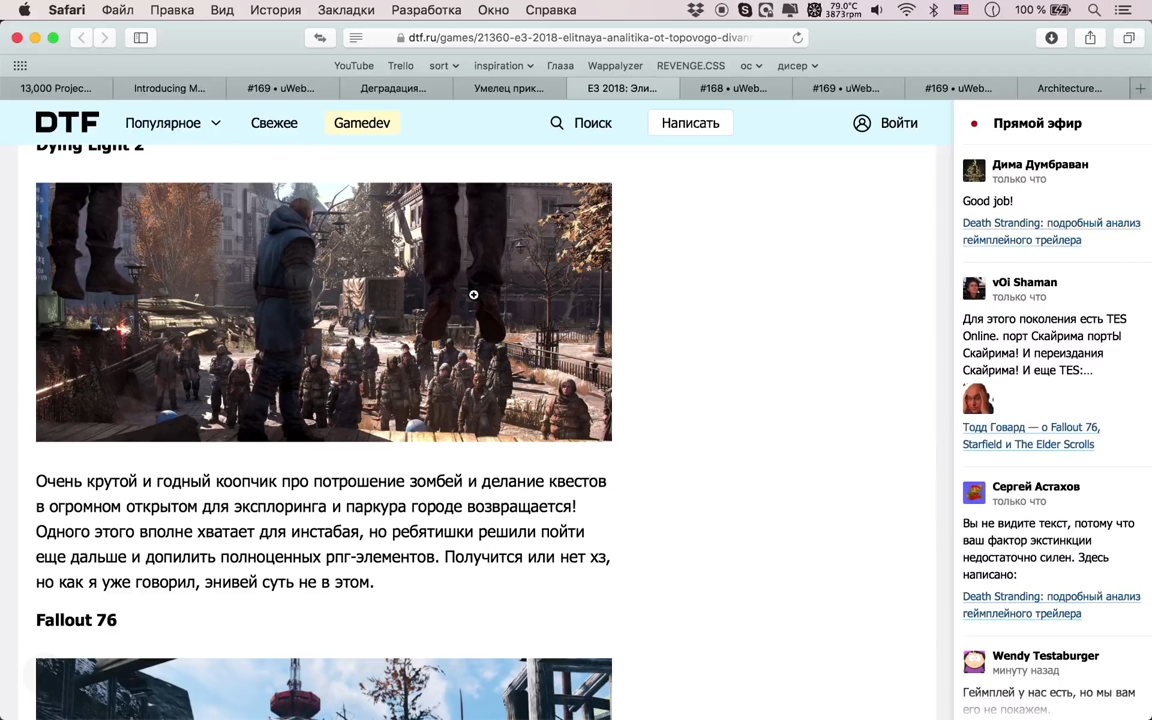 Safari Файл Правка Вид История Закладки Разработка Окно Справка 79.0°C 3873rpm 100 %
dtf.ru/games/21360-e3-2018-elitnaya-analitika-ot-topovogo-divann
YouTube Trello sort inspiration Глаза Wappalyzer REVENGE.CSS ос дисер
13,000 Projec... Introducing M... #169 • uWeb... Деградация... Умелец прик... E3 2018: Эли... #168 • uWeb... #169 • uWeb... #169 • uWeb... Architecture...
DTF Популярное Свежее Gamedev Поиск Написать Войти
Dying Light 2
Очень крутой и годный коопчик про потрошение зомбей и делание квестов
в огромном открытом для эксплоринга и паркура городе возвращается!
Одного этого вполне хватает для инстабая, но ребятишки решили пойти
еще дальше и допилить полноценных рпг-элементов. Получится или нет хз,
но как я уже говорил, энивей суть не в этом.
Fallout 76
Прямой эфир
Дима Думбраван
только что
Good job!
Death Stranding: подробный анализ
геймплейного трейлера
vOi Shaman
только что
Для этого поколения есть TES
Online. порт Скайрима портЫ
Скайрима! И переиздания
Скайрима! И еще TES:...
Тодд Говард — о Fallout 76,
Starfield и The Elder Scrolls
Сергей Астахов
только что
Вы не видите текст, потому что
ваш фактор экстинкции
недостаточно силен. Здесь
написано:
Death Stranding: подробный анализ
геймплейного трейлера
Wendy Testaburger
минуту назад
Геймплей у нас есть, но мы вам
его не покажем.